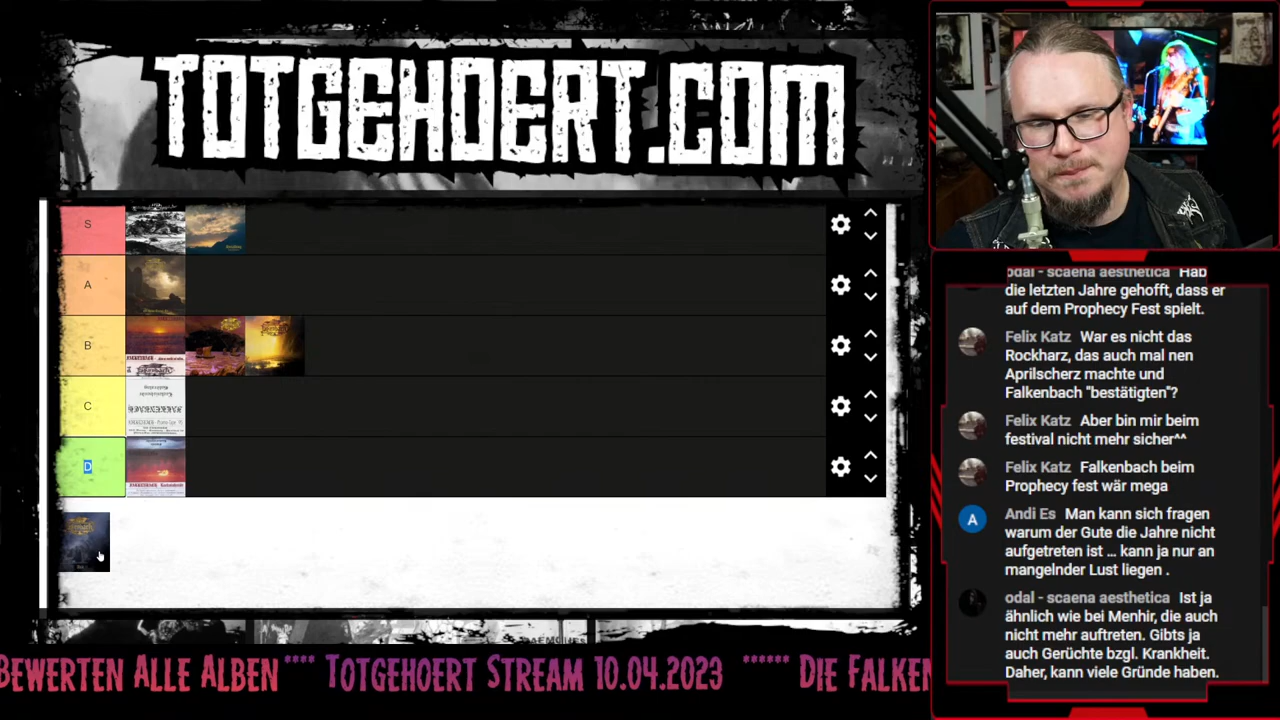 TOTGEHOERT.COM
S
A
B
C
D
odal - scaena aesthetica Hab
die letzten Jahre gehofft, dass er
auf dem Prophecy Fest spielt.
Felix Katz War es nicht das
Rockharz, das auch mal nen
Aprilscherz machte und
Falkenbach "bestätigten"?
Felix Katz Aber bin mir beim
festival nicht mehr sicher^^
Felix Katz Falkenbach beim
Prophecy fest wär mega
A
Andi Es Man kann sich fragen
warum der Gute die Jahre nicht
aufgetreten ist ... kann ja nur an
mangelnder Lust liegen .
odal - scaena aesthetica Ist ja
ähnlich wie bei Menhir, die auch
nicht mehr auftreten. Gibts ja
auch Gerüchte bzgl. Krankheit.
Daher, kann viele Gründe haben.
BEWERTEN ALLE ALBEN **** TOTGEHOERT STREAM 10.04.2023 ****** DIE FALKEN